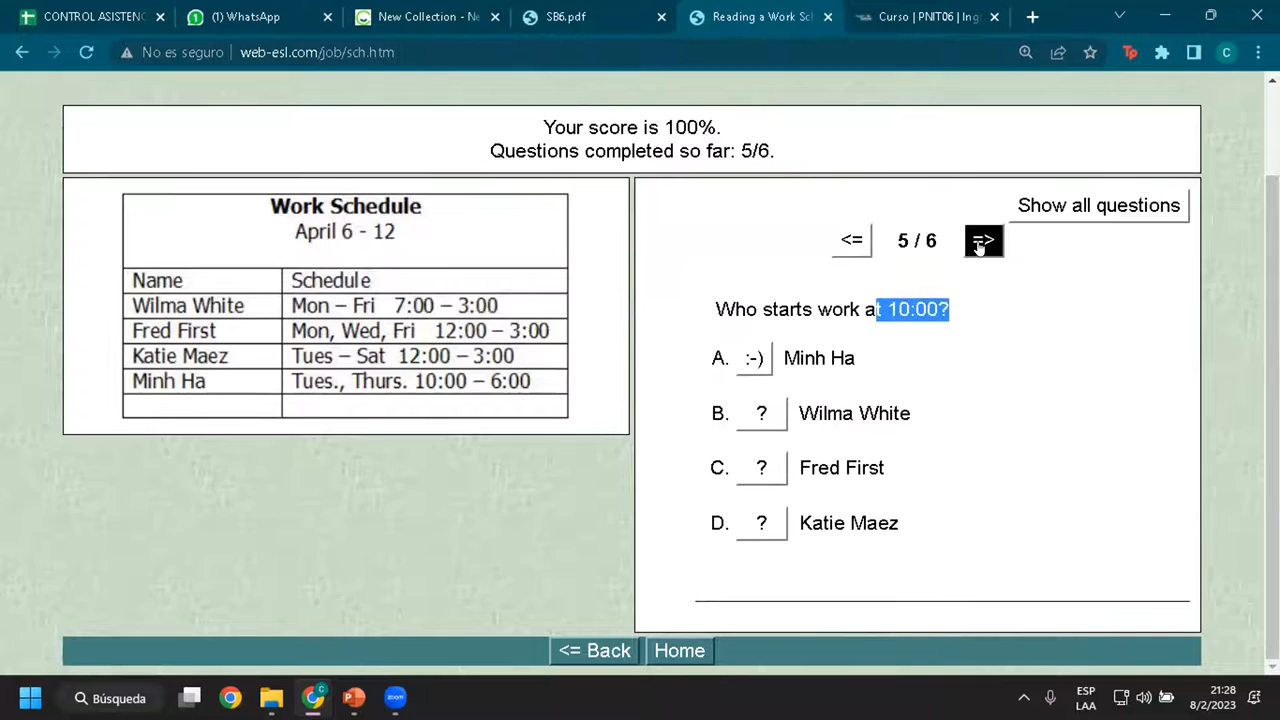 CONTROL ASISTENC
(1) WhatsApp
New Collection - Ne
SB6.pdf
Reading a Work Sc
Curso | PNIT06 | Ing
No es seguro
web-esl.com/job/sch.htm
C
Your score is 100%.
Questions completed so far: 5/6.
Work Schedule
April 6 - 12
Name Schedule
Wilma White Mon – Fri 7:00 – 3:00
Fred First Mon, Wed, Fri 12:00 – 3:00
Katie Maez Tues – Sat 12:00 – 3:00
Minh Ha Tues., Thurs. 10:00 – 6:00
Show all questions
<= 5 / 6 =>
Who starts work at 10:00?
A. :-) Minh Ha
B. ? Wilma White
C. ? Fred First
D. ? Katie Maez
<= Back Home
Búsqueda
zoom
ESP
LAA
21:28
8/2/2023